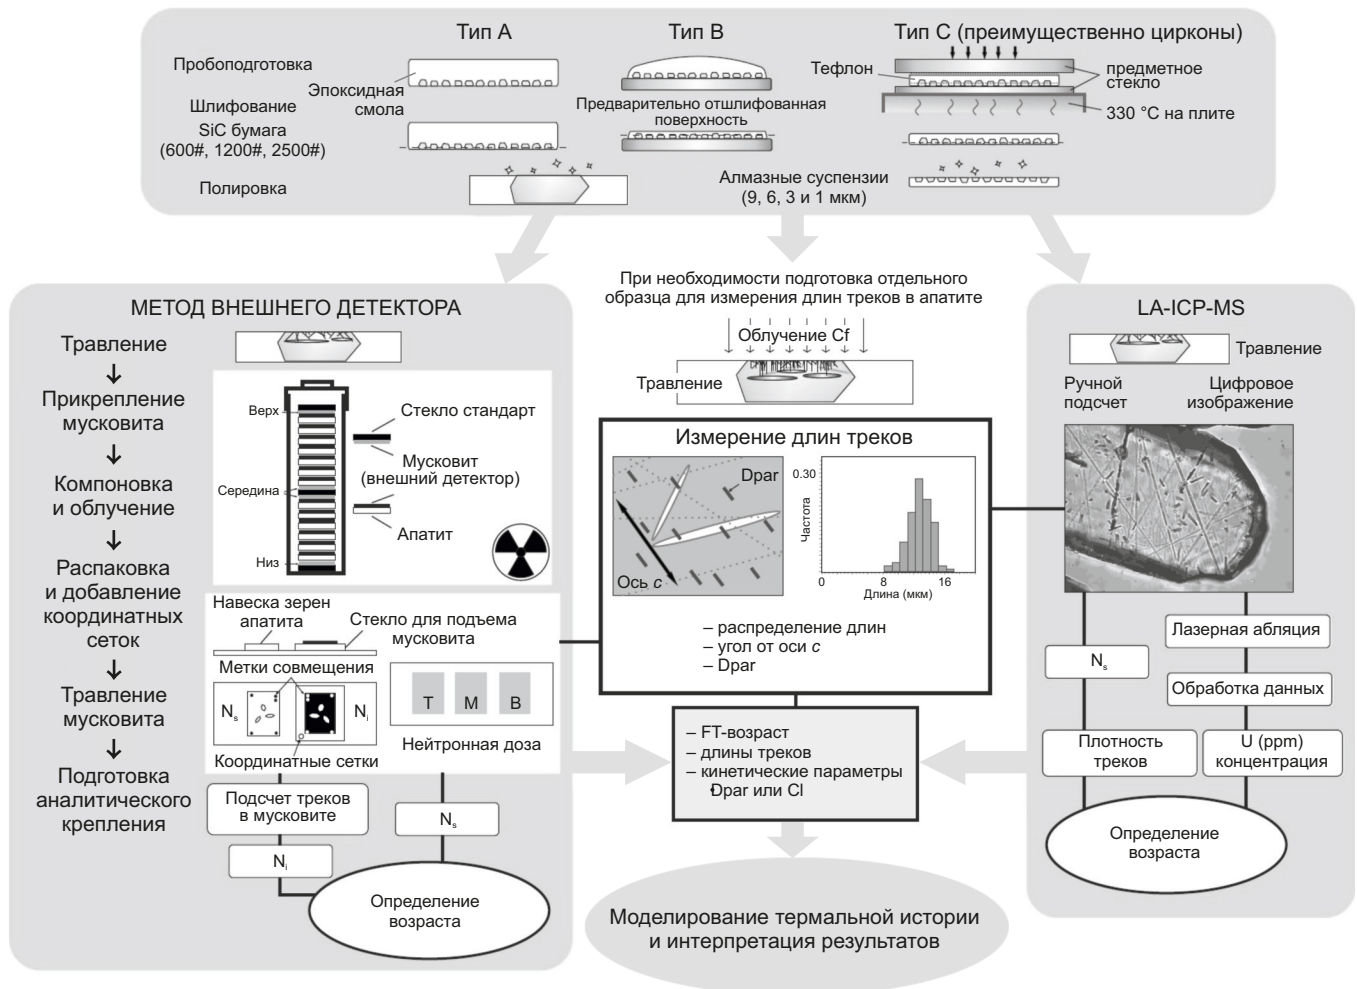 Тип А
Тип В
Тип С (преимущественно цирконы)
Пробоподготовка
Эпоксидная
смола
Тефлон
предметное
стекло
Шлифование
SiC бумага
(600#, 1200#, 2500#)
Предварительно отшлифованная
поверхность
330 °C на плите
Полировка
Алмазные суспензии
(9, 6, 3 и 1 мкм)
МЕТОД ВНЕШНЕГО ДЕТЕКТОРА
Травление
Прикрепление
мусковита
Компоновка
и облучение
Распаковка
и добавление
координатных
сеток
Травление
мусковита
Подготовка
аналитического
крепления
Верх
Середина
Низ
Стекло стандарт
Мусковит
(внешний детектор)
Апатит
Навеска зерен
апатита
Стекло для подъема
мусковита
Метки совмещения
Ns
Ni
Координатные сетки
Т
М
В
Нейтронная доза
Подсчет треков
в мусковите
Ni
Ns
Определение
возраста
При необходимости подготовка отдельного
образца для измерения длин треков в апатите
Облучение Cf
Травление
Измерение длин треков
Dpar
Ось c
0.30
Частота
0
8
16
Длина (мкм)
– распределение длин
– угол от оси c
– Dpar
– FT-возраст
– длины треков
– кинетические параметры
Dpar или Cl
Моделирование термальной истории
и интерпретация результатов
LA-ICP-MS
Травление
Ручной
подсчет
Цифровое
изображение
Ns
Лазерная абляция
Обработка данных
Плотность
треков
U (ppm)
концентрация
Определение
возраста